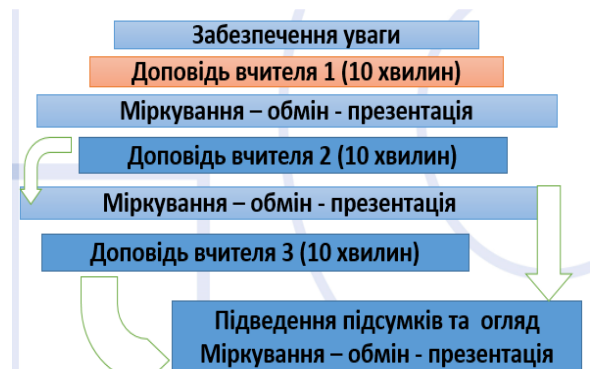 Забезпечення уваги
Доповідь вчителя 1 (10 хвилин)
Міркування – обмін - презентація
Доповідь вчителя 2 (10 хвилин)
Міркування – обмін - презентація
Доповідь вчителя 3 (10 хвилин)
Підведення підсумків та огляд
Міркування – обмін - презентація